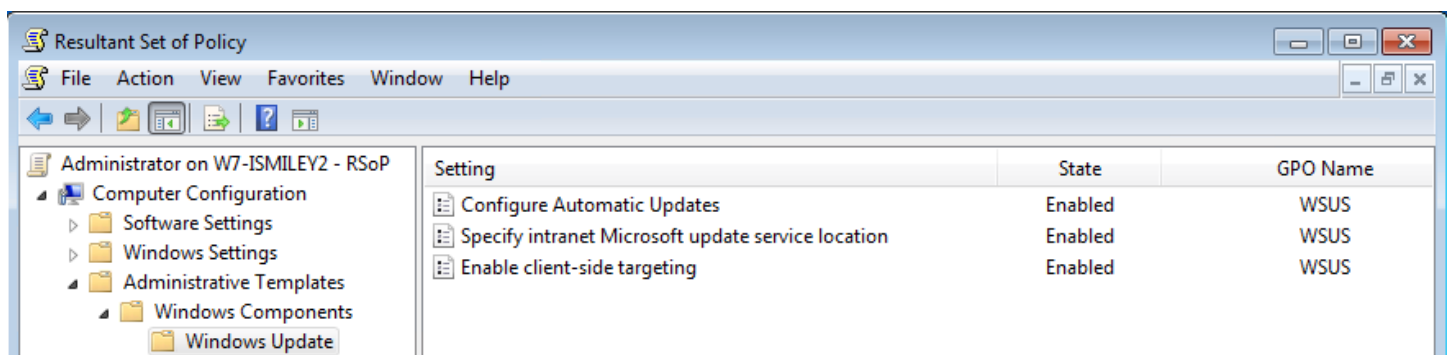 Resultant Set of Policy
File Action View Favorites Window Help
Administrator on W7-ISMILEY2 - RSoP
Computer Configuration
Software Settings
Windows Settings
Administrative Templates
Windows Components
Windows Update
Setting State GPO Name
Configure Automatic Updates Enabled WSUS
Specify intranet Microsoft update service location Enabled WSUS
Enable client-side targeting Enabled WSUS